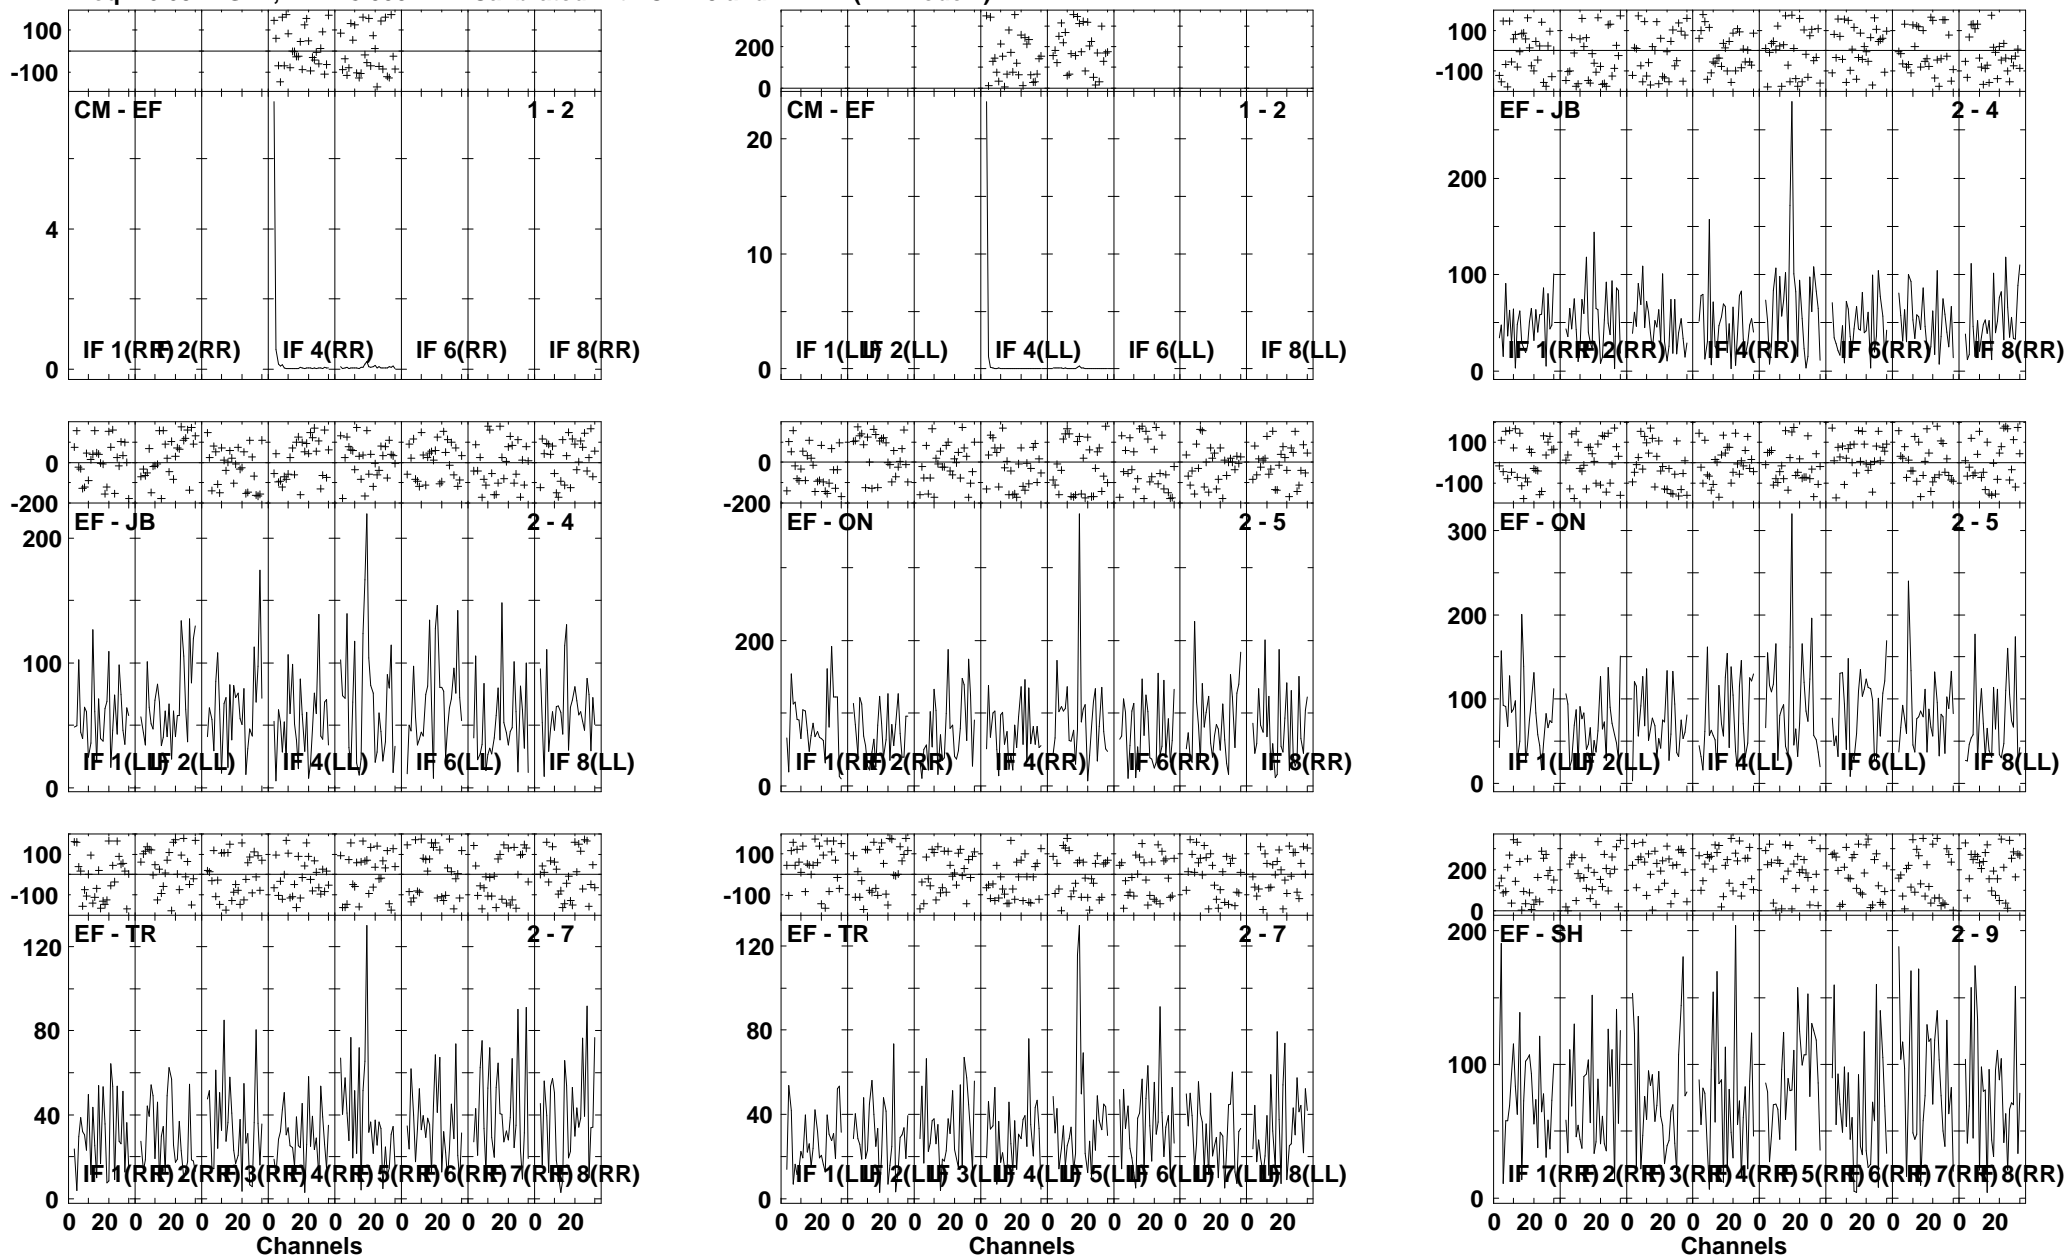 100
-100
CM - EF 1 - 2
4
0
IF 1(RR) IF 2(RR) IF 4(RR) IF 6(RR) IF 8(RR)
200
0
CM - EF 1 - 2
20
10
0
IF 1(LL) IF 2(LL) IF 4(LL) IF 6(LL) IF 8(LL)
100
-100
EF - JB 2 - 4
200
100
0
IF 1(RR) IF 2(RR) IF 4(RR) IF 6(RR) IF 8(RR)
0
-200
EF - JB 2 - 4
200
100
0
IF 1(LL) IF 2(LL) IF 4(LL) IF 6(LL) IF 8(LL)
0
-200
EF - ON 2 - 5
200
0
IF 1(RR) IF 2(RR) IF 4(RR) IF 6(RR) IF 8(RR)
100
-100
EF - ON 2 - 5
300
200
100
0
IF 1(LL) IF 2(LL) IF 4(LL) IF 6(LL) IF 8(LL)
100
-100
EF - TR 2 - 7
120
80
40
0
IF 1(RR) IF 2(RR) IF 3(RR) IF 4(RR) IF 5(RR) IF 6(RR) IF 7(RR) IF 8(RR)
0 20 0 20 0 20 0 20 0 20 0 20 0 20 0 20
Channels
100
-100
EF - TR 2 - 7
120
80
40
0
IF 1(LL) IF 2(LL) IF 3(LL) IF 4(LL) IF 5(LL) IF 6(LL) IF 7(LL) IF 8(LL)
0 20 0 20 0 20 0 20 0 20 0 20 0 20 0 20
Channels
200
0
EF - SH 2 - 9
200
100
0
IF 1(RR) IF 2(RR) IF 3(RR) IF 4(RR) IF 5(RR) IF 6(RR) IF 7(RR) IF 8(RR)
0 20 0 20 0 20 0 20 0 20 0 20 0 20 0 20
Channels